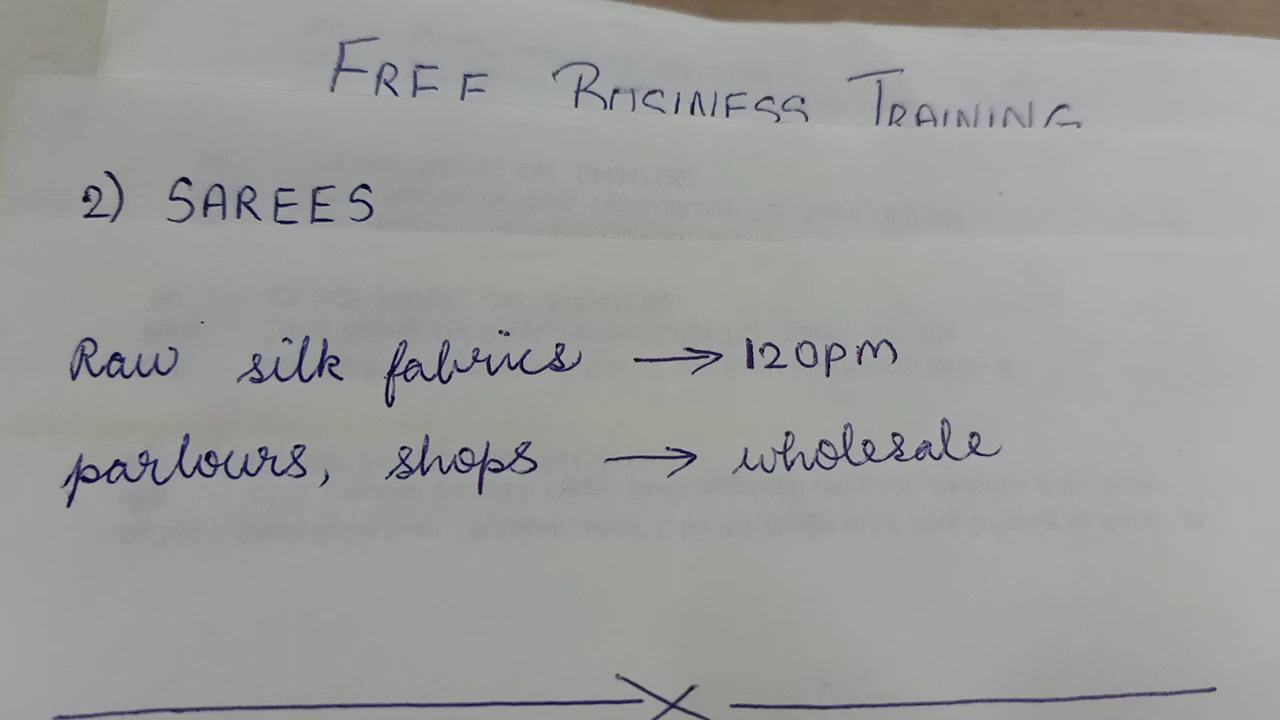 FREE BUSINESS TRAINING
2) SAREES
Raw silk fabrics → 120pm
parlours, shops → wholesale